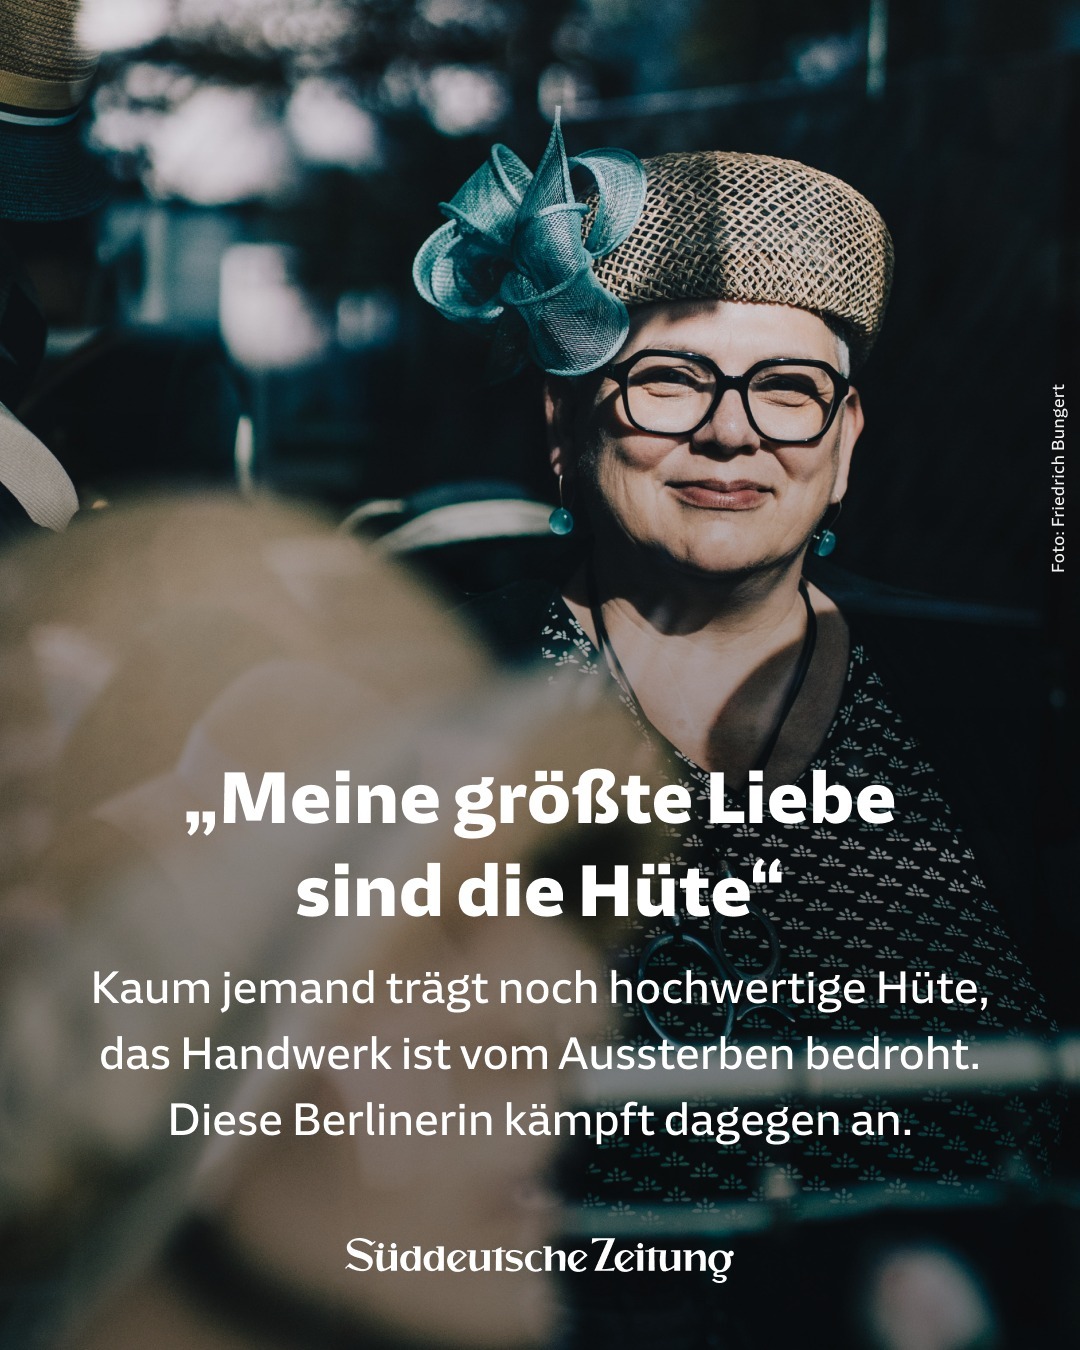 Foto: Friedrich Bungert
„Meine größte Liebe
sind die Hüte“
Kaum jemand trägt noch hochwertige Hüte,
das Handwerk ist vom Aussterben bedroht.
Diese Berlinerin kämpft dagegen an.
Süddeutsche Zeitung